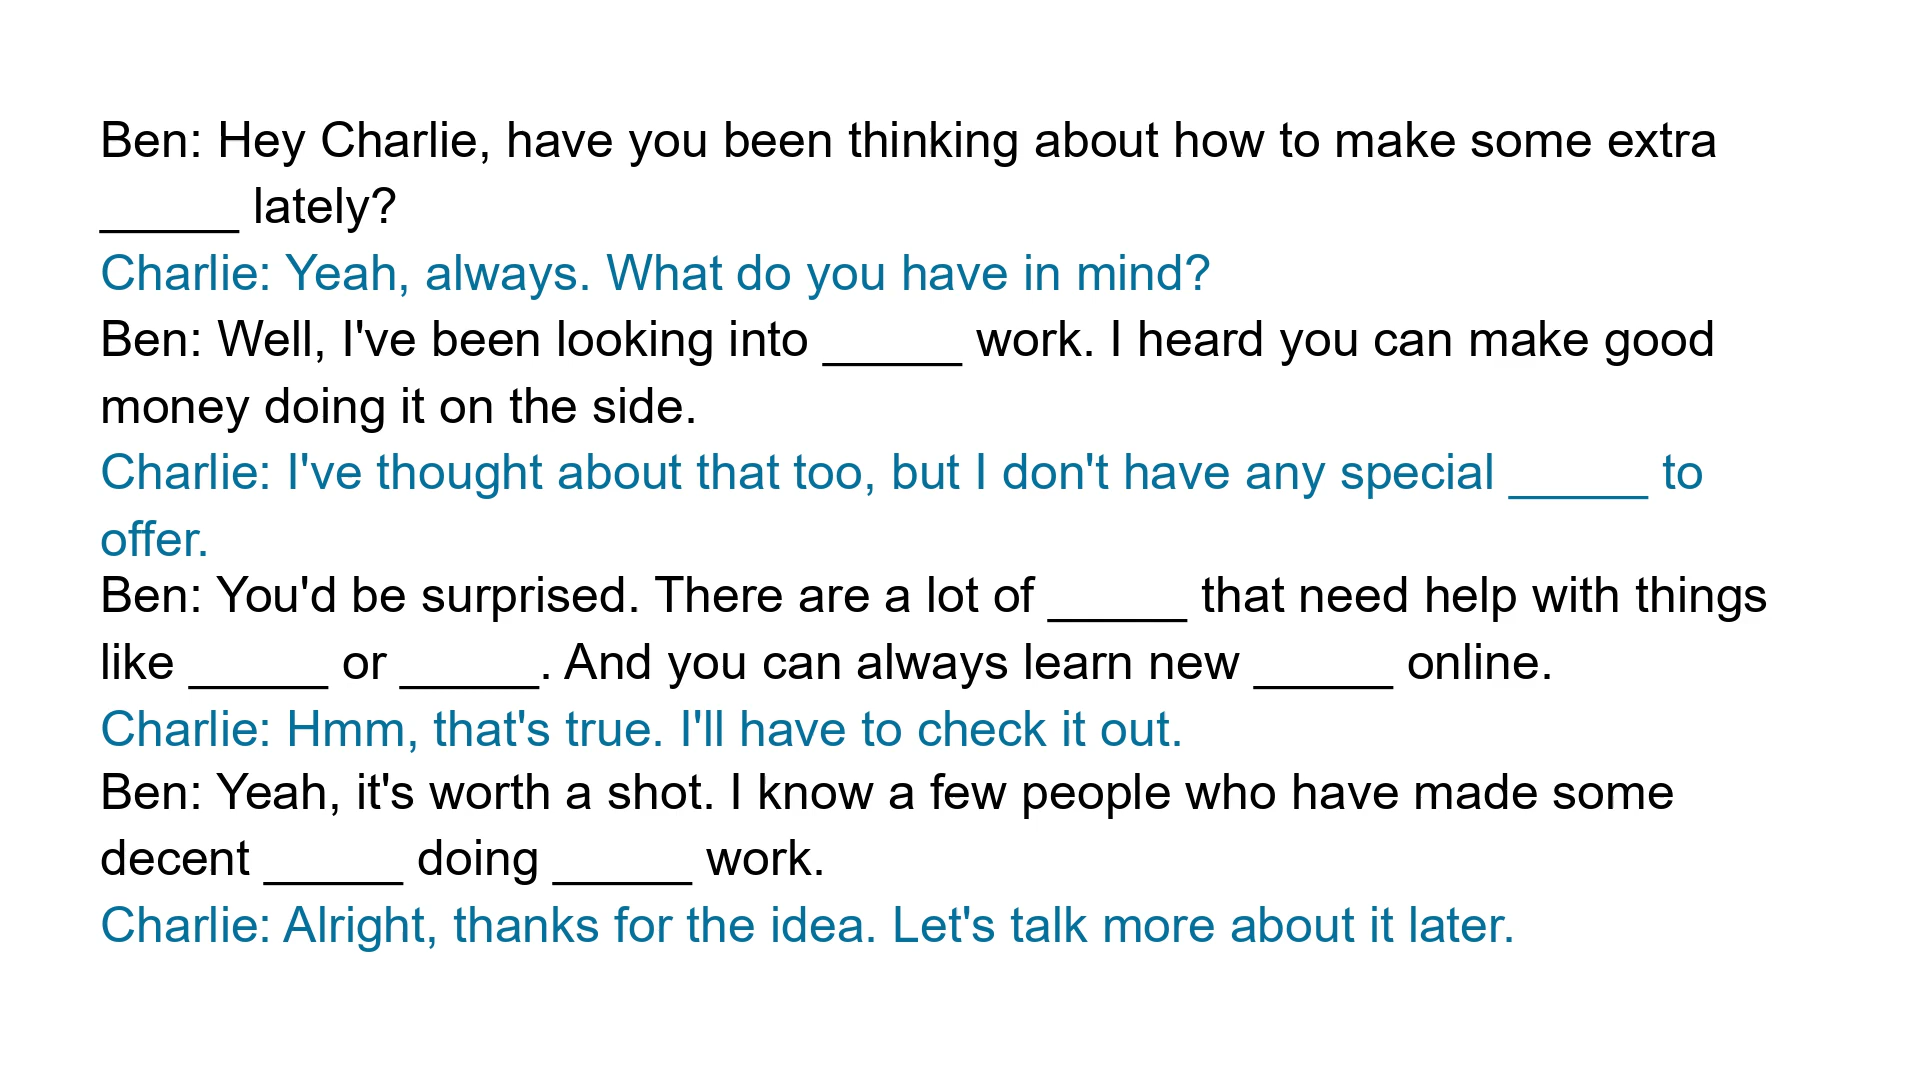 Ben: Hey Charlie, have you been thinking about how to make some extra
_____ lately?
Charlie: Yeah, always. What do you have in mind?
Ben: Well, I've been looking into _____ work. I heard you can make good
money doing it on the side.
Charlie: I've thought about that too, but I don't have any special _____ to
offer.
Ben: You'd be surprised. There are a lot of _____ that need help with things
like _____ or _____. And you can always learn new _____ online.
Charlie: Hmm, that's true. I'll have to check it out.
Ben: Yeah, it's worth a shot. I know a few people who have made some
decent _____ doing _____ work.
Charlie: Alright, thanks for the idea. Let's talk more about it later.